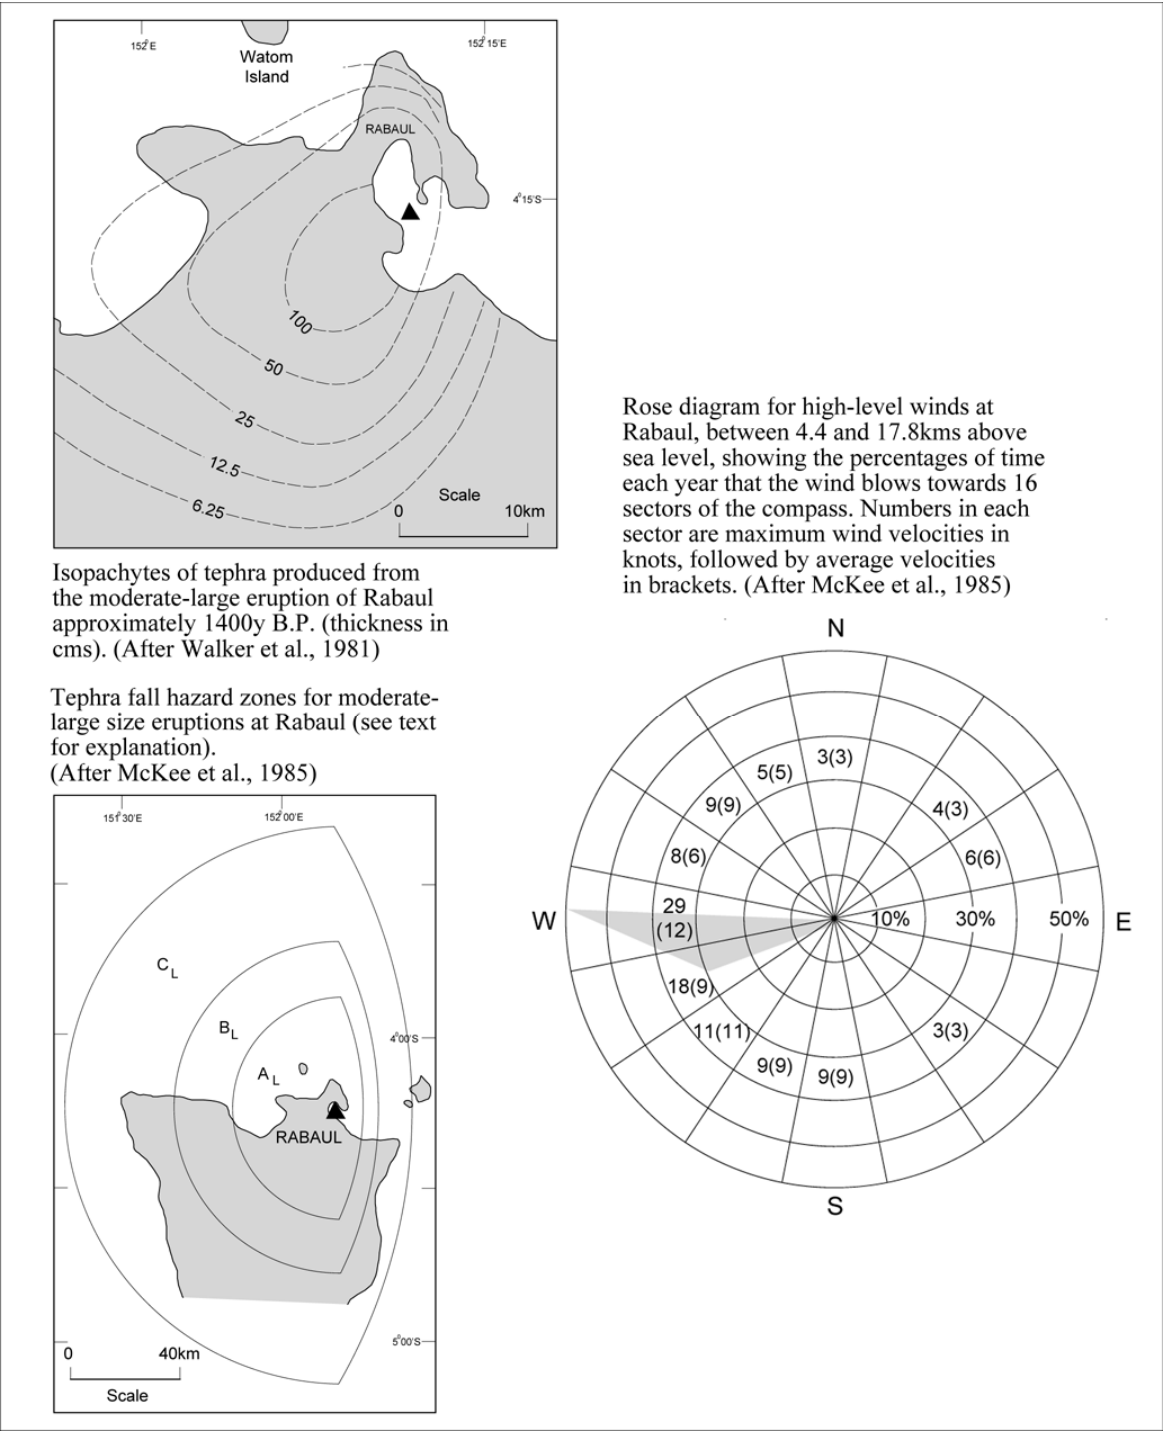 152°E
152°15'E
Watom
Island
RABAUL
4°15'S
100
50
25
12.5
6.25
Scale
0 10km
Isopachytes of tephra produced from
the moderate-large eruption of Rabaul
approximately 1400y B.P. (thickness in
cms). (After Walker et al., 1981)
Tephra fall hazard zones for moderate-
large size eruptions at Rabaul (see text
for explanation).
(After McKee et al., 1985)
151°30'E
152°00'E
CL
BL
AL
4°00'S
RABAUL
5°00'S
0 40km
Scale
Rose diagram for high-level winds at
Rabaul, between 4.4 and 17.8kms above
sea level, showing the percentages of time
each year that the wind blows towards 16
sectors of the compass. Numbers in each
sector are maximum wind velocities in
knots, followed by average velocities
in brackets. (After McKee et al., 1985)
N
3(3)
5(5)
9(9)
4(3)
8(6)
6(6)
29
(12)
W
10% 30% 50%
E
18(9)
11(11)
3(3)
9(9)
9(9)
S